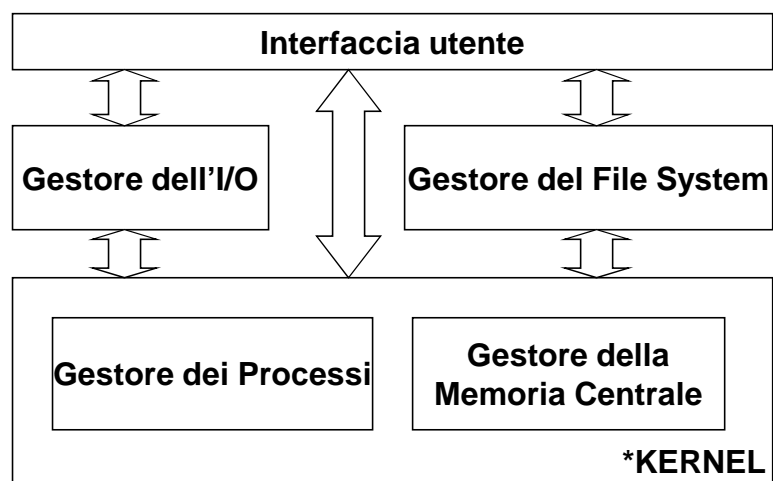 Interfaccia utente
Gestore dell'I/O
Gestore del File System
Gestore dei Processi
Gestore della
Memoria Centrale
*KERNEL